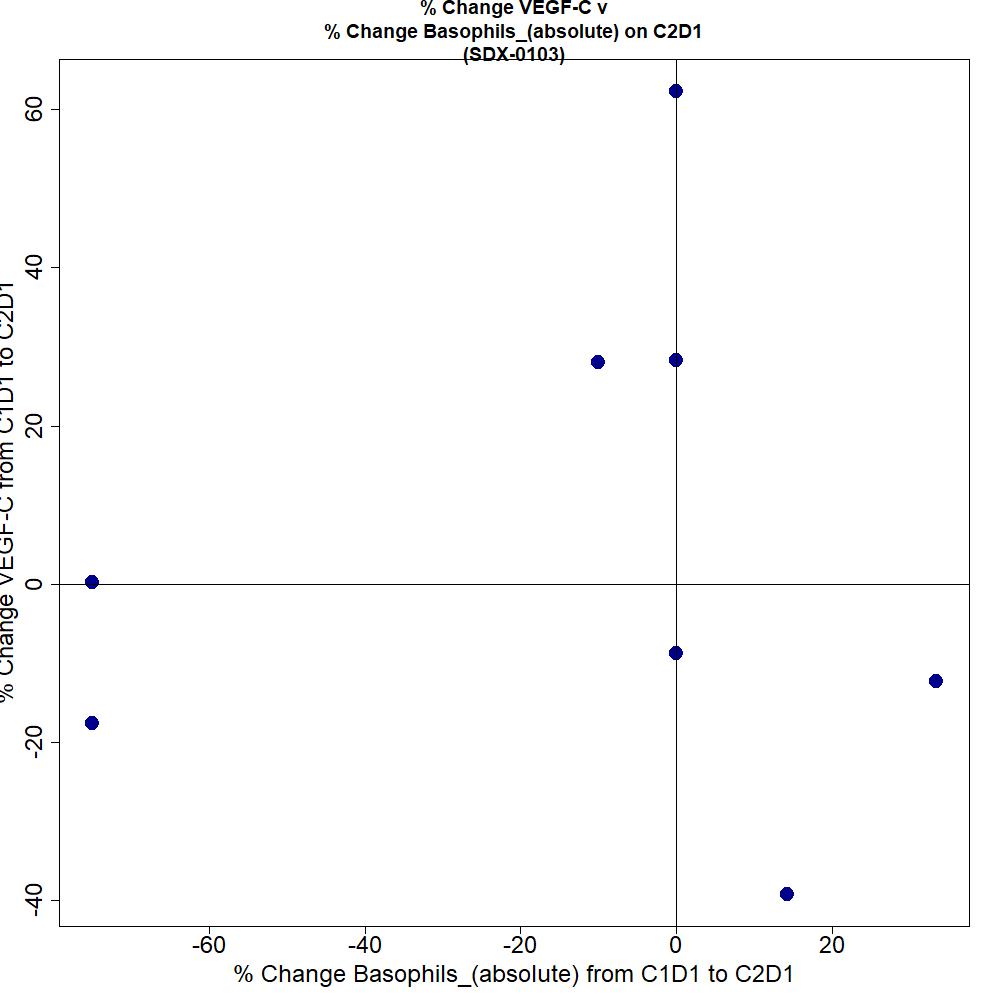 % Change VEGF-C v
% Change Basophils_(absolute) on C2D1
(SDX-0103)
% Change VEGF-C from C1D1 to C2D1
60
40
20
0
-20
-40
-60
-40
-20
0
20
% Change Basophils_(absolute) from C1D1 to C2D1